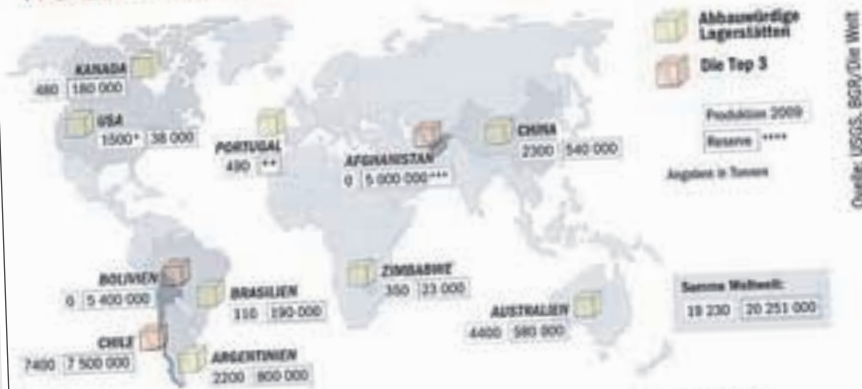 KANADA
480 180 000
USA
1500* 38 000
PORTUGAL
490 **
AFGHANISTAN
0 5 000 000***
CHINA
2300 540 000
BOLIVIEN
0 5 400 000
BRASILIEN
110 190 000
CHILE
7400 7 500 000
ARGENTINIEN
2200 800 000
ZIMBABWE
350 23 000
AUSTRALIEN
4400 580 000
Abbauwürdige
Lagerstätten
Die Top 3
Produktion 2009
Reserve ****
Angaben in Tonnen
Summe Weltweit:
19 230 20 251 000
Quelle: USGS, BGR/Die Welt